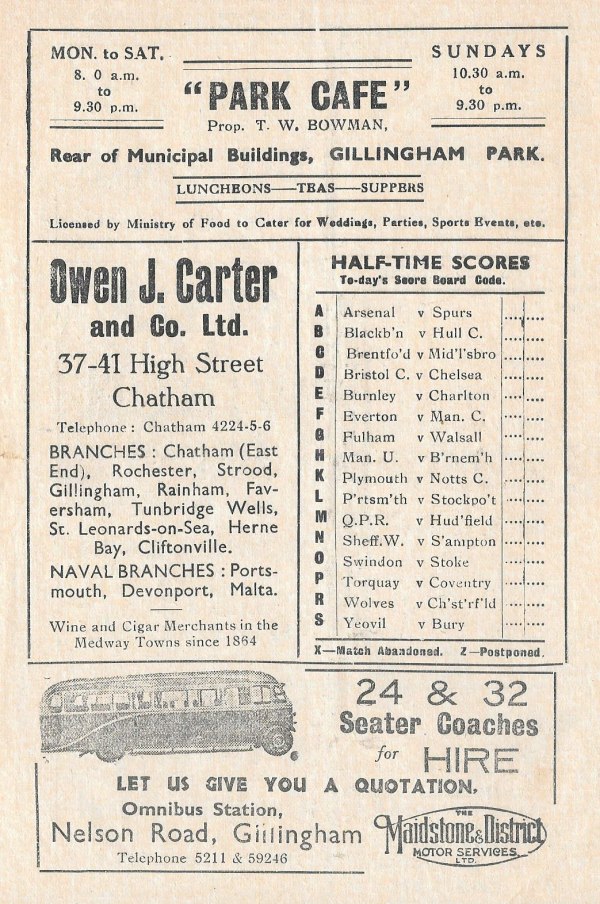 MON. to SAT.
8. 0 a.m.
to
9.30 p.m.
"PARK CAFE"
Prop. T. W. BOWMAN,
SUNDAYS
10.30 a.m.
to
9.30 p.m.
Rear of Municipal Buildings, GILLINGHAM PARK.
LUNCHEONS—TEAS—SUPPERS
Licensed by Ministry of Food to Cater for Weddings, Parties, Sports Events, etc.
Owen J. Carter
and Co. Ltd.
37-41 High Street
Chatham
Telephone : Chatham 4224-5-6
BRANCHES : Chatham (East
End), Rochester, Strood,
Gillingham, Rainham, Fav-
ersham, Tunbridge Wells,
St. Leonards-on-Sea, Herne
Bay, Cliftonville.
NAVAL BRANCHES : Ports-
mouth, Devonport, Malta.
Wine and Cigar Merchants in the
Medway Towns since 1864
HALF-TIME SCORES
To-day's Score Board Code.
A Arsenal v Spurs
B Blackb'n v Hull C.
C Brentfo'd v Mid'l'sbro
D Bristol C. v Chelsea
E Burnley v Charlton
F Everton v Man. C.
G Fulham v Walsall
H Man. U. v B'rnem'h
K Plymouth v Notts C.
L P'rtsm'th v Stockpo't
M Q.P.R. v Hud'field
N Sheff.W. v S'ampton
O Swindon v Stoke
P Torquay v Coventry
R Wolves v Ch'st'rf'ld
S Yeovil v Bury
X—Match Abandoned. Z—Postponed.
24 & 32
Seater Coaches
for HIRE
LET US GIVE YOU A QUOTATION.
Omnibus Station,
Nelson Road, Gillingham
Telephone 5211 & 59246
THE
Maidstone & District
MOTOR SERVICES
LTD.